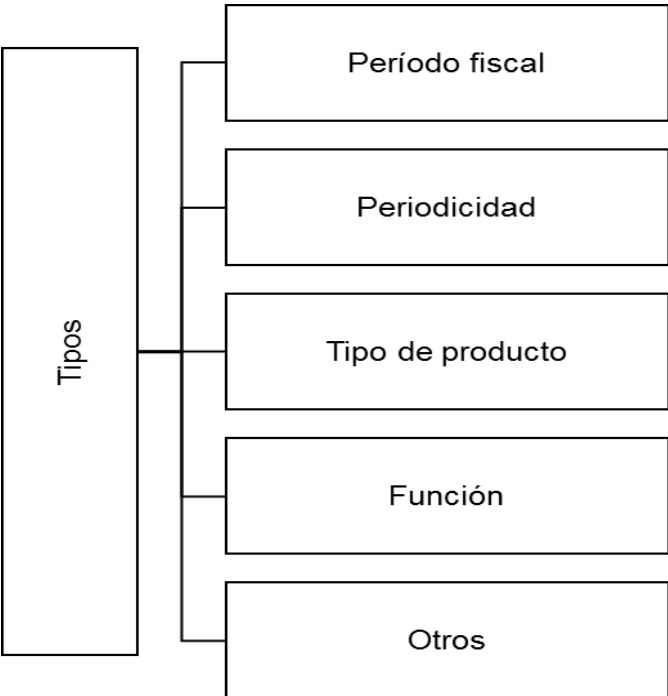 Tipos
Período fiscal
Periodicidad
Tipo de producto
Función
Otros